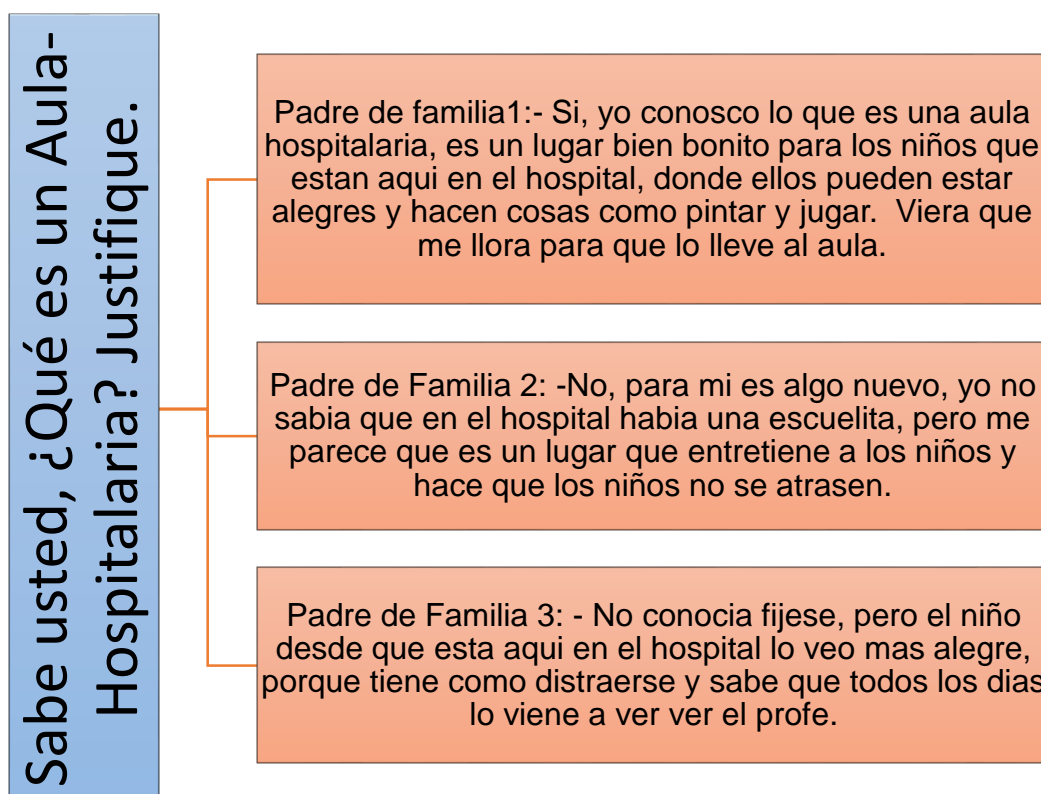 Sabe usted, ¿Qué es un Aula-
Hospitalaria? Justifique.
Padre de familia1:- Si, yo conosco lo que es una aula
hospitalaria, es un lugar bien bonito para los niños que
estan aqui en el hospital, donde ellos pueden estar
alegres y hacen cosas como pintar y jugar.  Viera que
me llora para que lo lleve al aula.
Padre de Familia 2: -No, para mi es algo nuevo, yo no
sabia que en el hospital habia una escuelita, pero me
parece que es un lugar que entretiene a los niños y
hace que los niños no se atrasen.
Padre de Familia 3: - No conocia fijese, pero el niño
desde que esta aqui en el hospital lo veo mas alegre,
porque tiene como distraerse y sabe que todos los dias
lo viene a ver ver el profe.